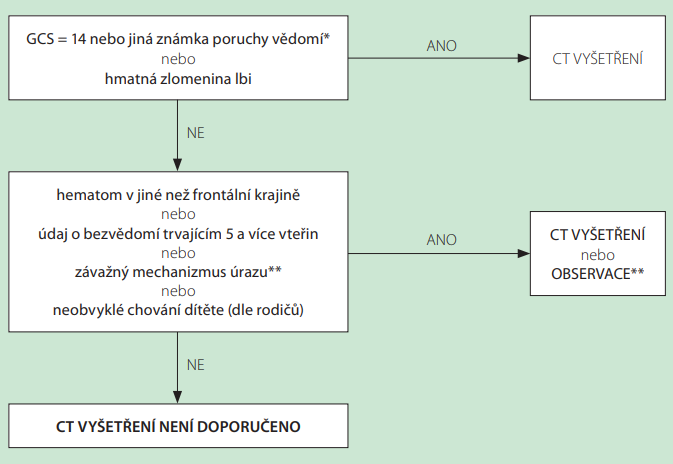 GCS = 14 nebo jiná známka poruchy vědomí*
nebo
hmatná zlomenina lbi
ANO
CT VYŠETŘENÍ
NE
hematom v jiné než frontální krajině
nebo
údaj o bezvědomí trvajícím 5 a více vteřin
nebo
závažný mechanizmus úrazu**
nebo
neobvyklé chování dítěte (dle rodičů)
ANO
CT VYŠETŘENÍ
nebo
OBSERVACE**
NE
CT VYŠETŘENÍ NENÍ DOPORUČENO